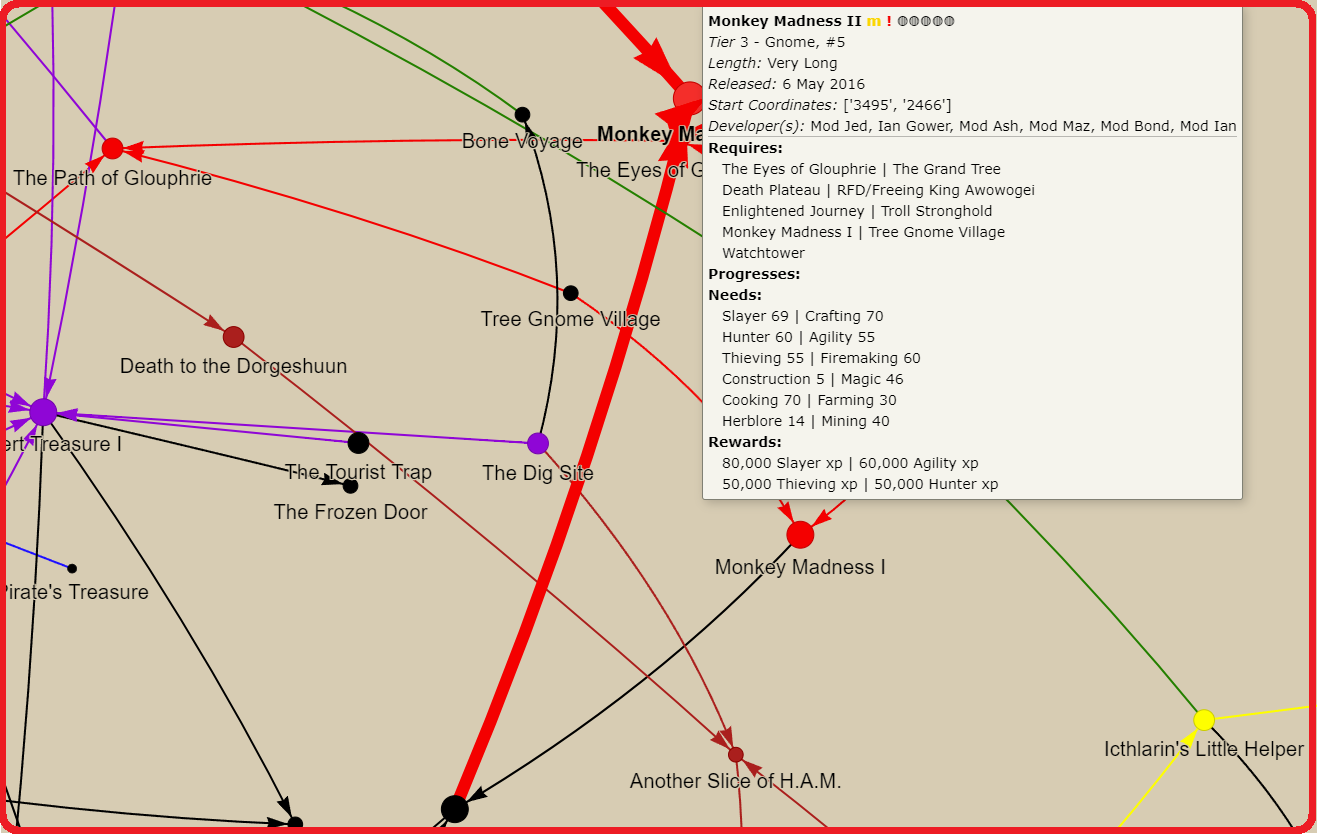 Monkey Madness II m ! ◍◍◍◍◍
Tier 3 - Gnome, #5
Length: Very Long
Released: 6 May 2016
Start Coordinates: ['3495', '2466']
Developer(s): Mod Jed, Ian Gower, Mod Ash, Mod Maz, Mod Bond, Mod Ian
Requires:
The Eyes of Glouphrie | The Grand Tree
Death Plateau | RFD/Freeing King Awowogei
Enlightened Journey | Troll Stronghold
Monkey Madness I | Tree Gnome Village
Watchtower
Progresses:
Needs:
Slayer 69 | Crafting 70
Hunter 60 | Agility 55
Thieving 55 | Firemaking 60
Construction 5 | Magic 46
Cooking 70 | Farming 30
Herblore 14 | Mining 40
Rewards:
80,000 Slayer xp | 60,000 Agility xp
50,000 Thieving xp | 50,000 Hunter xp
Bone Voyage
Monkey Ma
The Eyes of G
The Path of Glouphrie
Tree Gnome Village
Death to the Dorgeshuun
ert Treasure I
The Tourist Trap
The Dig Site
The Frozen Door
Monkey Madness I
Pirate's Treasure
Icthlarin's Little Helper
Another Slice of H.A.M.